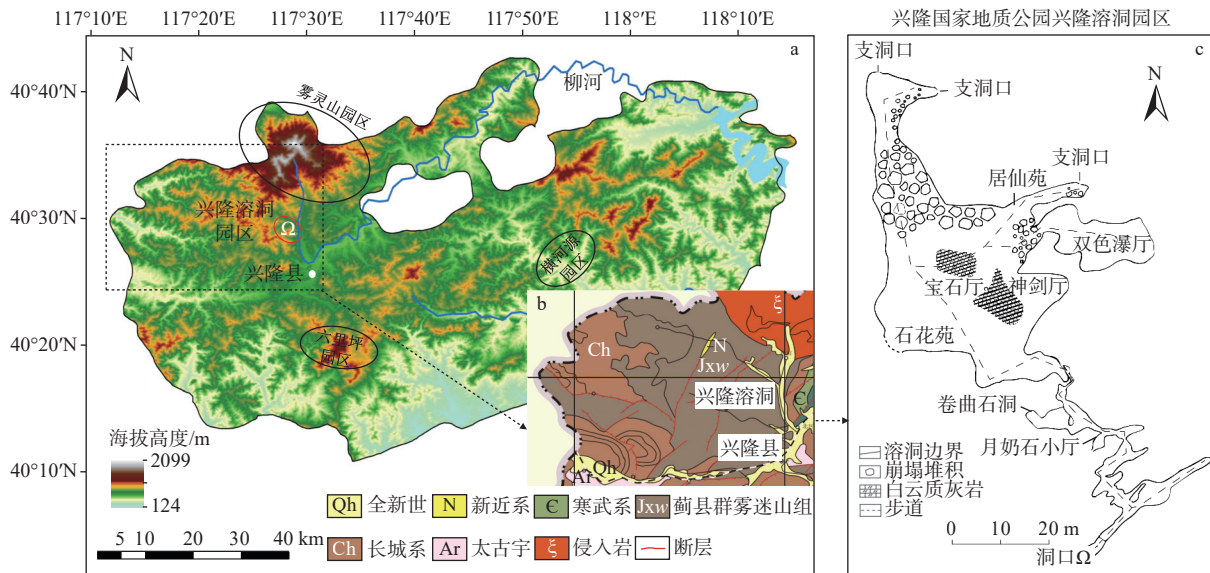 117°10′E
117°20′E
117°30′E
117°40′E
117°50′E
118°E
118°10′E
40°40′N
40°30′N
40°20′N
40°10′N
a
N
雾灵山园区
柳河
兴隆溶洞
园区
Ω
兴隆县
横河源
园区
六里坪
园区
海拔高度/m
2099
124
5 10 20 30 40 km
b
ξ
Ch
N
Jxw
兴隆溶洞
Є
兴隆县
Qh
Ar
Qh 全新世
N 新近系
Є 寒武系
Jxw 蓟县群雾迷山组
Ch 长城系
Ar 太古宇
ξ 侵入岩
断层
兴隆国家地质公园兴隆溶洞园区
c
支洞口
N
支洞口
支洞口
居仙苑
双色瀑厅
宝石厅
神剑厅
石花苑
卷曲石洞
月奶石小厅
溶洞边界
崩塌堆积
白云质灰岩
步道
0 10 20 m
洞口Ω